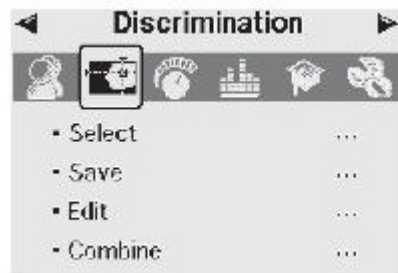 Discrimination
▪ Select ...
▪ Save ...
▪ Edit ...
▪ Combine ...